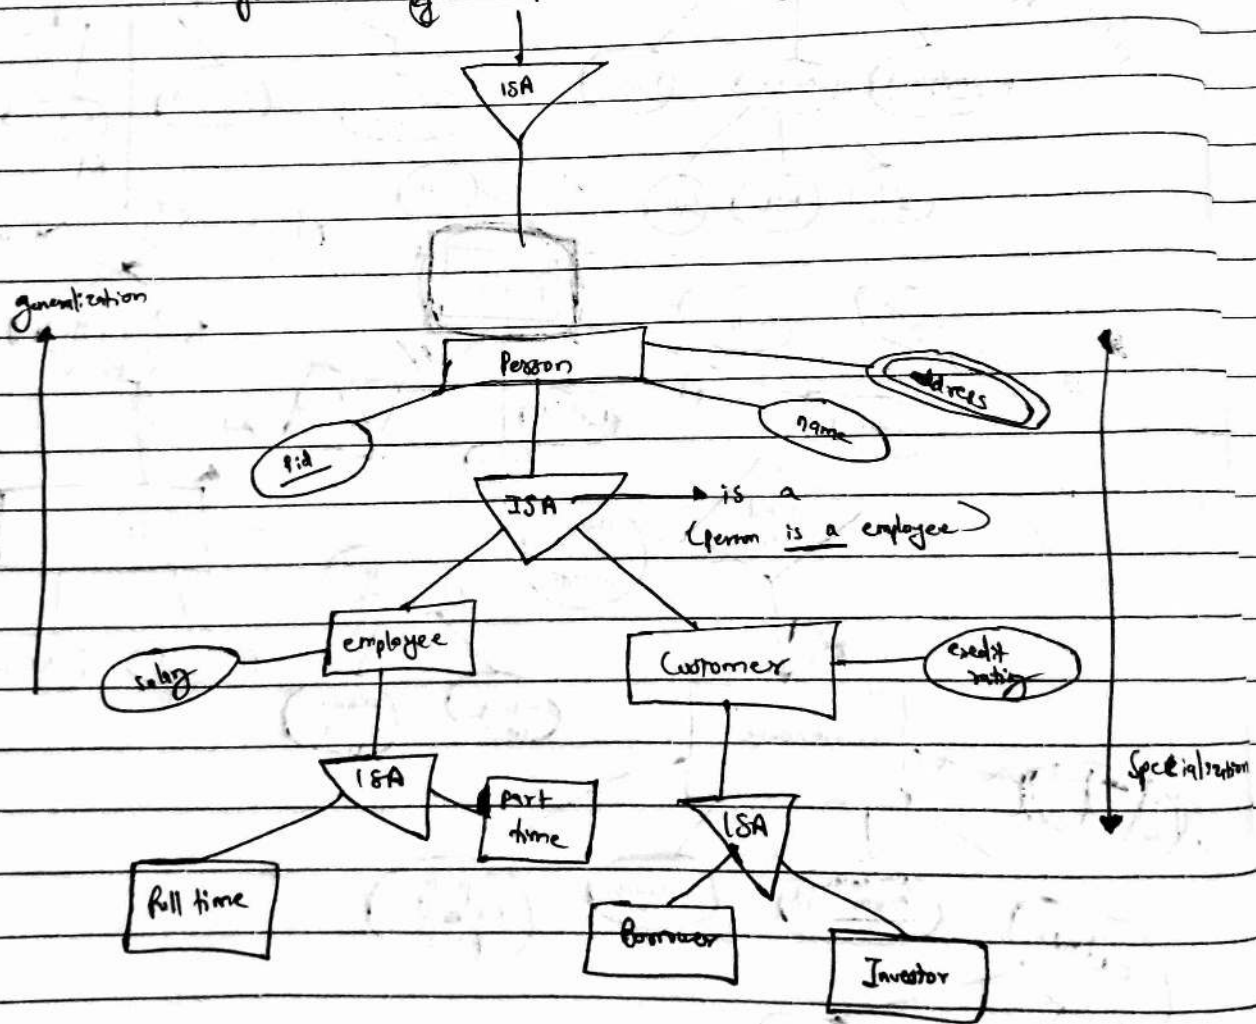 ISA
generalization
Person
address
name
Pid
ISA
is a
(person is a employee)
employee
salary
Customer
credit
rating
ISA
Part
time
ISA
Specialization
full time
Borrower
Investor